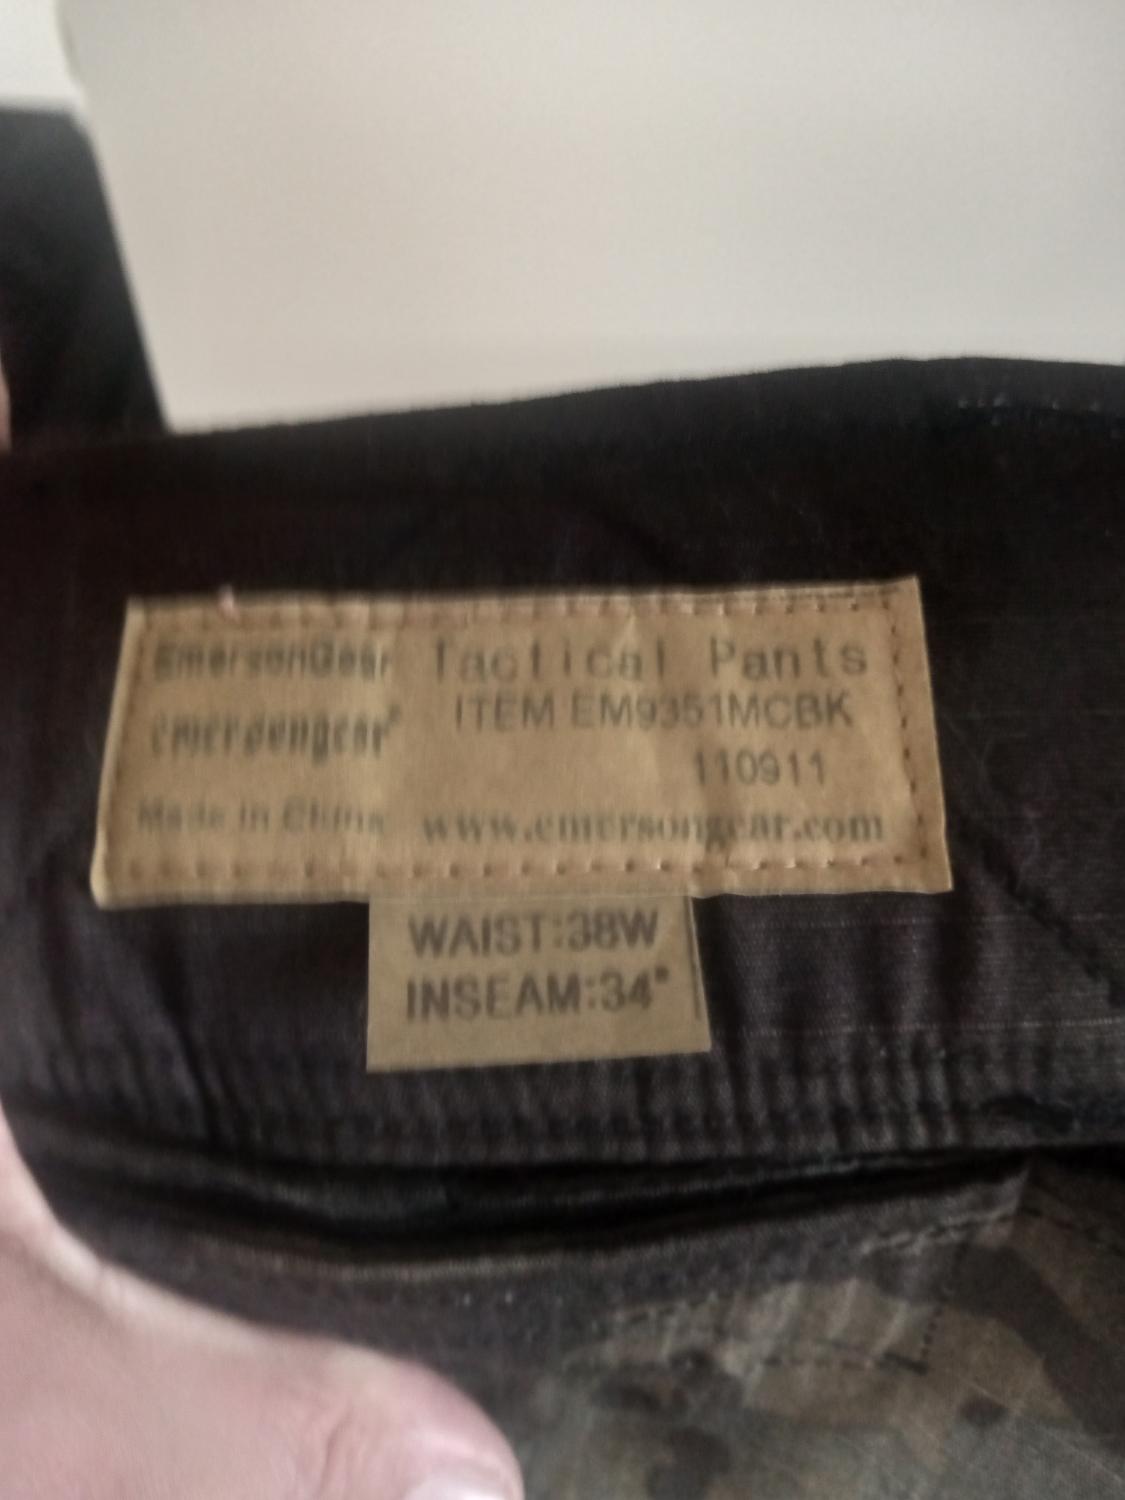 EmersonGear Tactical Pants
ITEM EM9351MCBK
emersongear®
110911
Made in China www.emersongear.com
WAIST:38W
INSEAM:34"